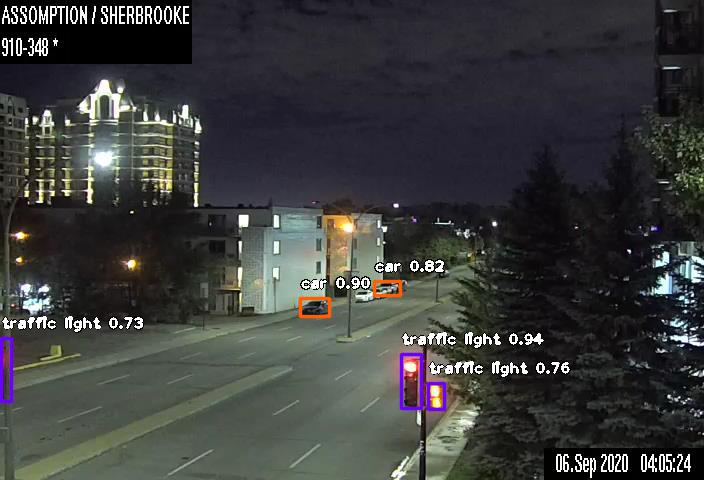 ASSOMPTION / SHERBROOKE
910-348 *
car 0.82
car 0.90
traffic light 0.73
traffic light 0.94
traffic light 0.76
06.Sep 2020 04:05:24